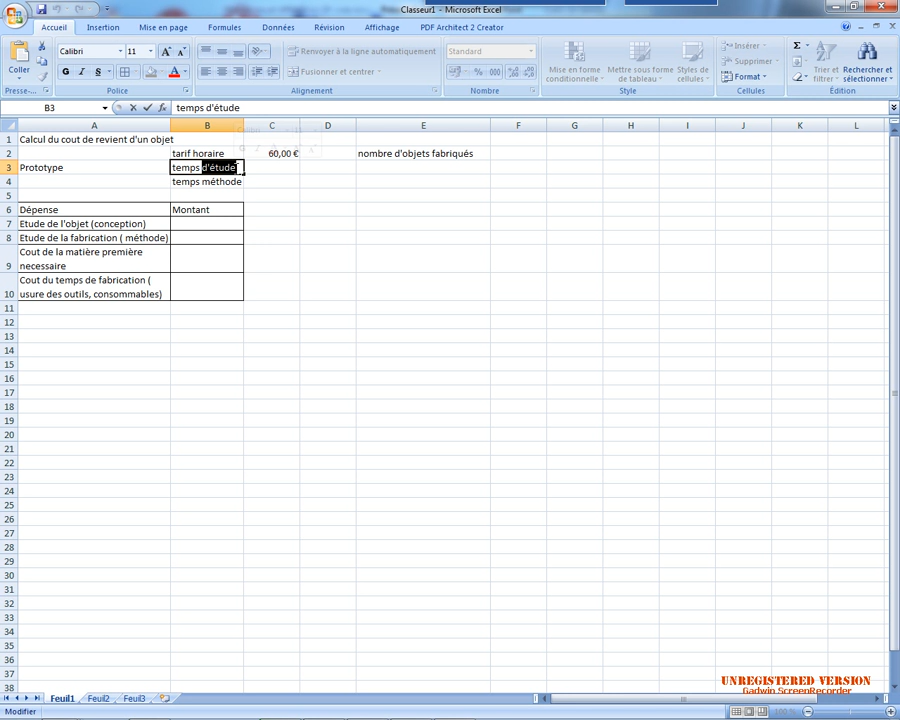 Classeur1 - Microsoft Excel
Accueil Insertion Mise en page Formules Données Révision Affichage PDF Architect 2 Creator
Coller
Calibri 11
G I S
Renvoyer à la ligne automatiquement
Fusionner et centrer
Standard
% 000
Mise en forme conditionnelle
Mettre sous forme de tableau
Styles de cellules
Insérer
Supprimer
Format
Σ
Trier et filtrer
Rechercher et sélectionner
Presse-... Police Alignement Nombre Style Cellules Édition
B3 fx temps d'étude
A B C D E F G H I J K L
1 Calcul du cout de revient d'un objet
2 tarif horaire 60,00 € nombre d'objets fabriqués
3 Prototype temps d'étude
4 temps méthode
5
6 Dépense Montant
7 Etude de l'objet (conception)
8 Etude de la fabrication ( méthode)
Cout de la matière première
9 necessaire
Cout du temps de fabrication (
10 usure des outils, consommables)
11
12
13
14
15
16
17
18
19
20
21
22
23
24
25
26
27
28
29
30
31
32
33
34
35
36
37
38
UNREGISTERED VERSION
Gadwin ScreenRecorder
Feuil1 Feuil2 Feuil3
Modifier 100 %